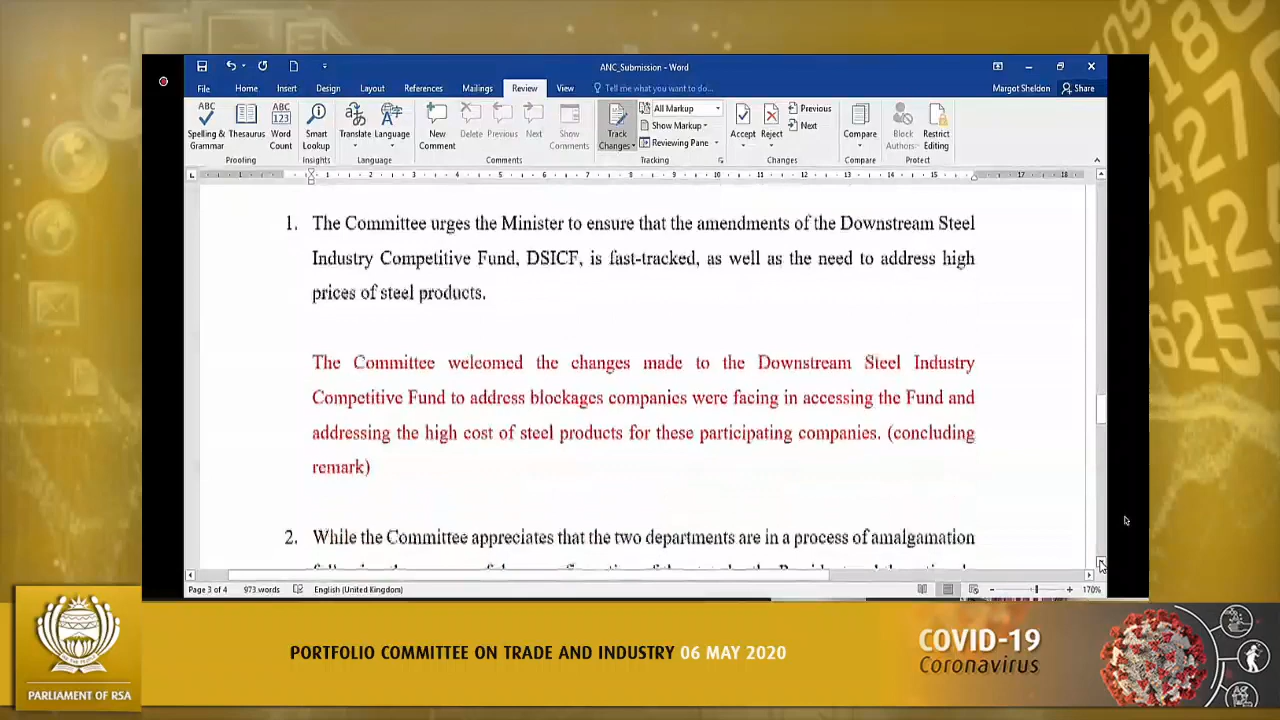 ANC_Submission - Word
File Home Insert Design Layout References Mailings Review View Tell me what you want to do... Margot Sheldon Share
Spelling & Grammar Thesaurus Word Count Smart Lookup Translate Language New Comment Delete Previous Next Show Comments Track Changes All Markup Show Markup Reviewing Pane Accept Reject Previous Next Compare Block Authors Restrict Editing
Proofing Insights Language Comments Tracking Changes Compare Protect
1. The Committee urges the Minister to ensure that the amendments of the Downstream Steel
Industry Competitive Fund, DSICF, is fast-tracked, as well as the need to address high
prices of steel products.
The Committee welcomed the changes made to the Downstream Steel Industry
Competitive Fund to address blockages companies were facing in accessing the Fund and
addressing the high cost of steel products for these participating companies. (concluding
remark)
2. While the Committee appreciates that the two departments are in a process of amalgamation
Page 3 of 4 973 words English (United Kingdom) 170%
PORTFOLIO COMMITTEE ON TRADE AND INDUSTRY 06 MAY 2020
COVID-19
Coronavirus
PARLIAMENT OF RSA